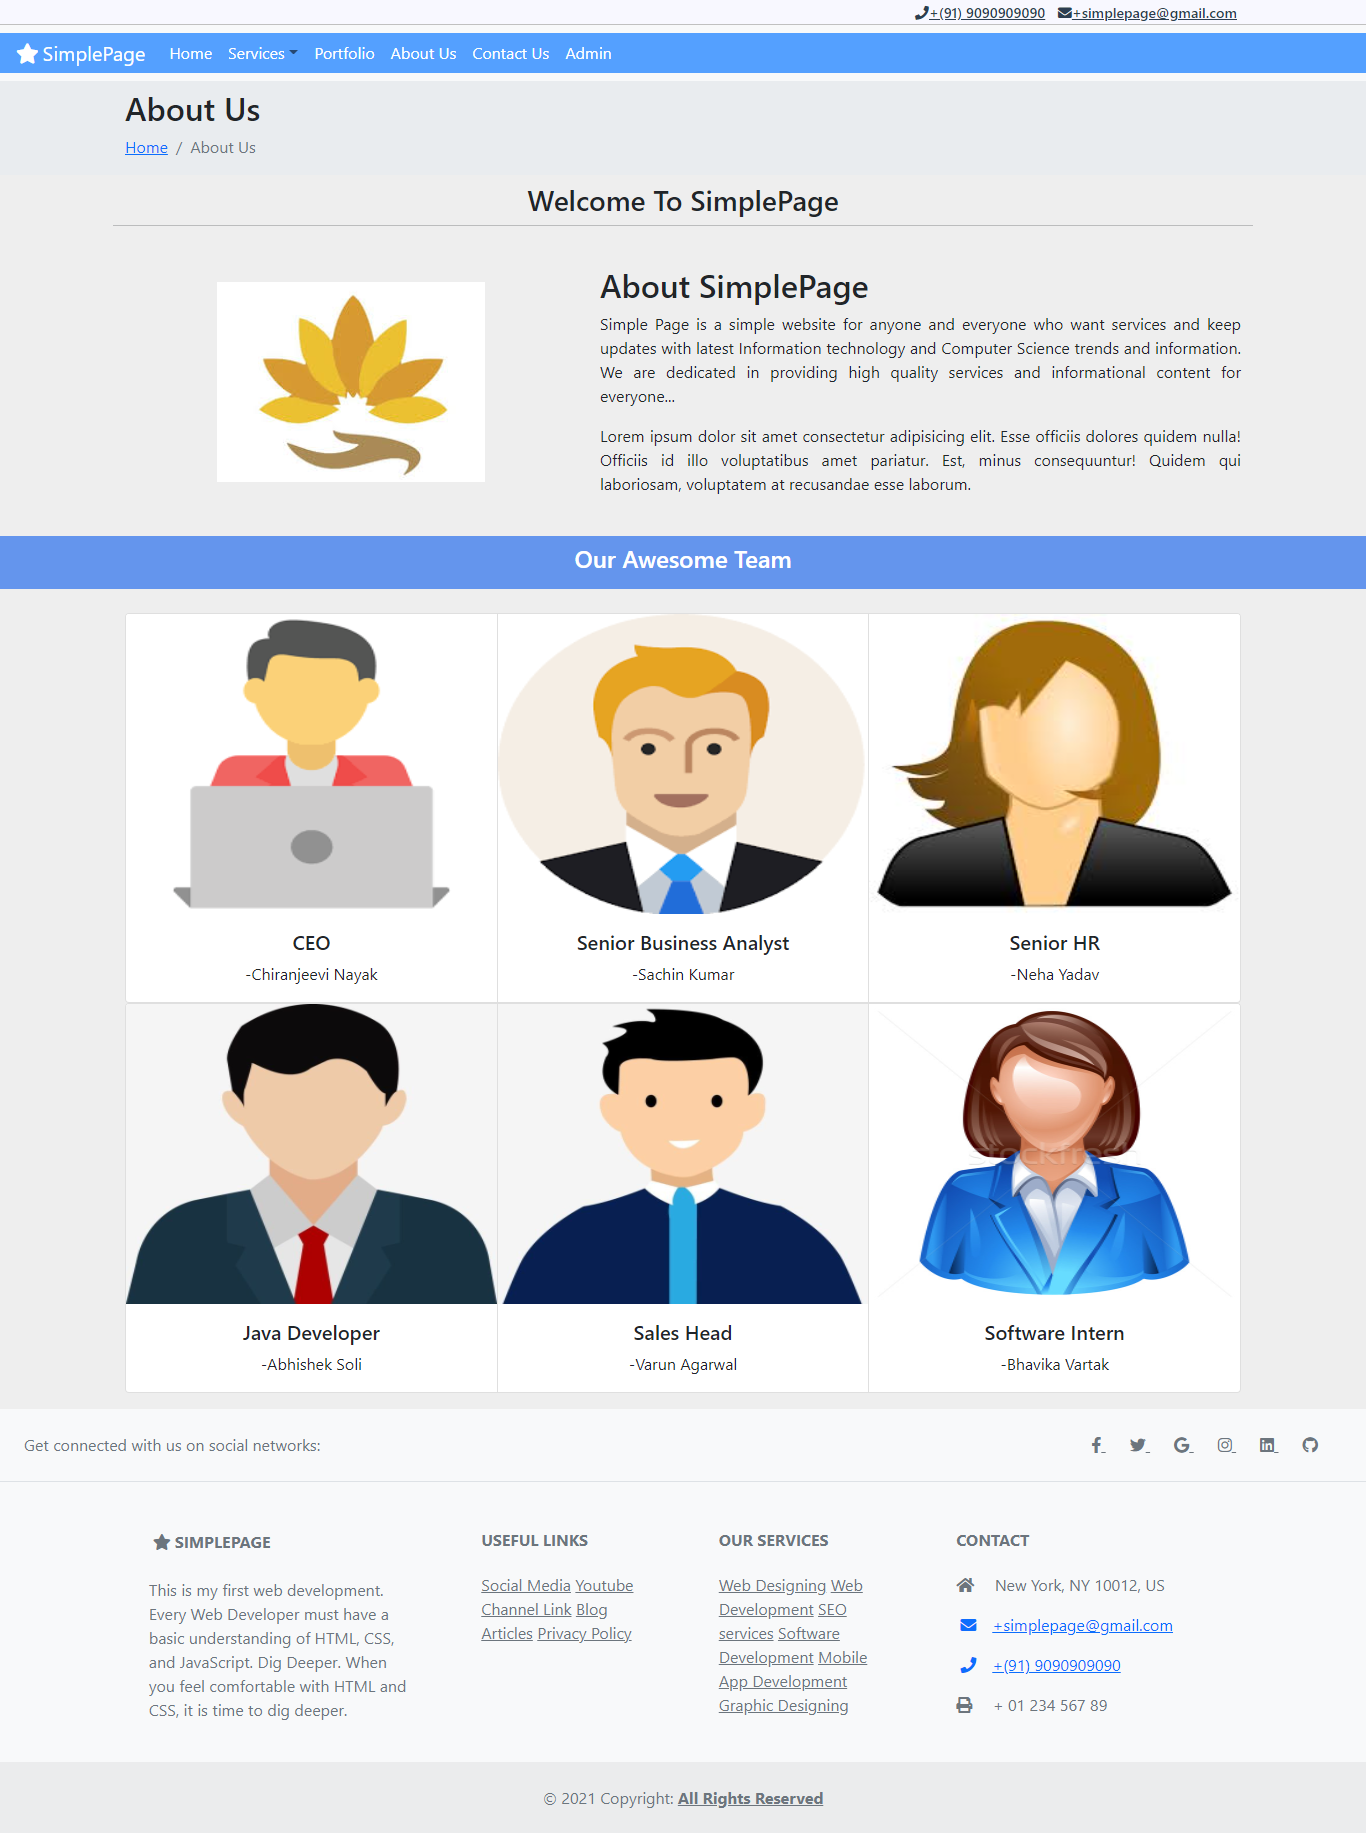 +(91) 9090909090 +simplepage@gmail.com
SimplePage Home Services Portfolio About Us Contact Us Admin
About Us
Home / About Us
Welcome To SimplePage
About SimplePage
Simple Page is a simple website for anyone and everyone who want services and keep
updates with latest Information technology and Computer Science trends and information.
We are dedicated in providing high quality services and informational content for
everyone...
Lorem ipsum dolor sit amet consectetur adipisicing elit. Esse officiis dolores quidem nulla!
Officiis id illo voluptatibus amet pariatur. Est, minus consequuntur! Quidem qui
laboriosam, voluptatem at recusandae esse laborum.
Our Awesome Team
CEO
-Chiranjeevi Nayak
Senior Business Analyst
-Sachin Kumar
Senior HR
-Neha Yadav
stockfresh
Java Developer
-Abhishek Soli
Sales Head
-Varun Agarwal
Software Intern
-Bhavika Vartak
Get connected with us on social networks:
SIMPLEPAGE
This is my first web development.
Every Web Developer must have a
basic understanding of HTML, CSS,
and JavaScript. Dig Deeper. When
you feel comfortable with HTML and
CSS, it is time to dig deeper.
USEFUL LINKS
Social Media Youtube
Channel Link Blog
Articles Privacy Policy
OUR SERVICES
Web Designing Web
Development SEO
services Software
Development Mobile
App Development
Graphic Designing
CONTACT
New York, NY 10012, US
+simplepage@gmail.com
+(91) 9090909090
+ 01 234 567 89
© 2021 Copyright: All Rights Reserved